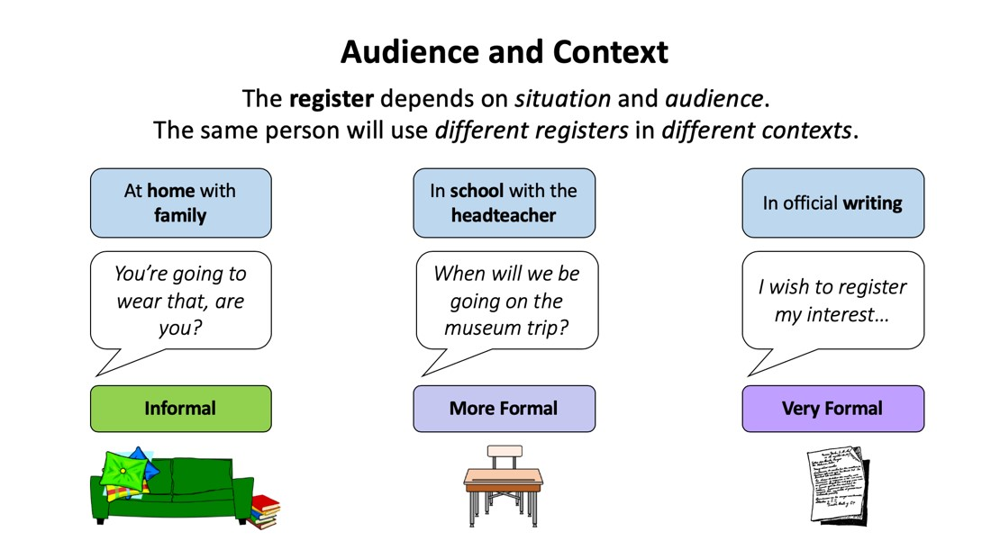 Audience and Context
The register depends on situation and audience.
The same person will use different registers in different contexts.
At home with
family
In school with the
headteacher
In official writing
You’re going to
wear that, are
you?
When will we be
going on the
museum trip?
I wish to register
my interest…
Informal
More Formal
Very Formal